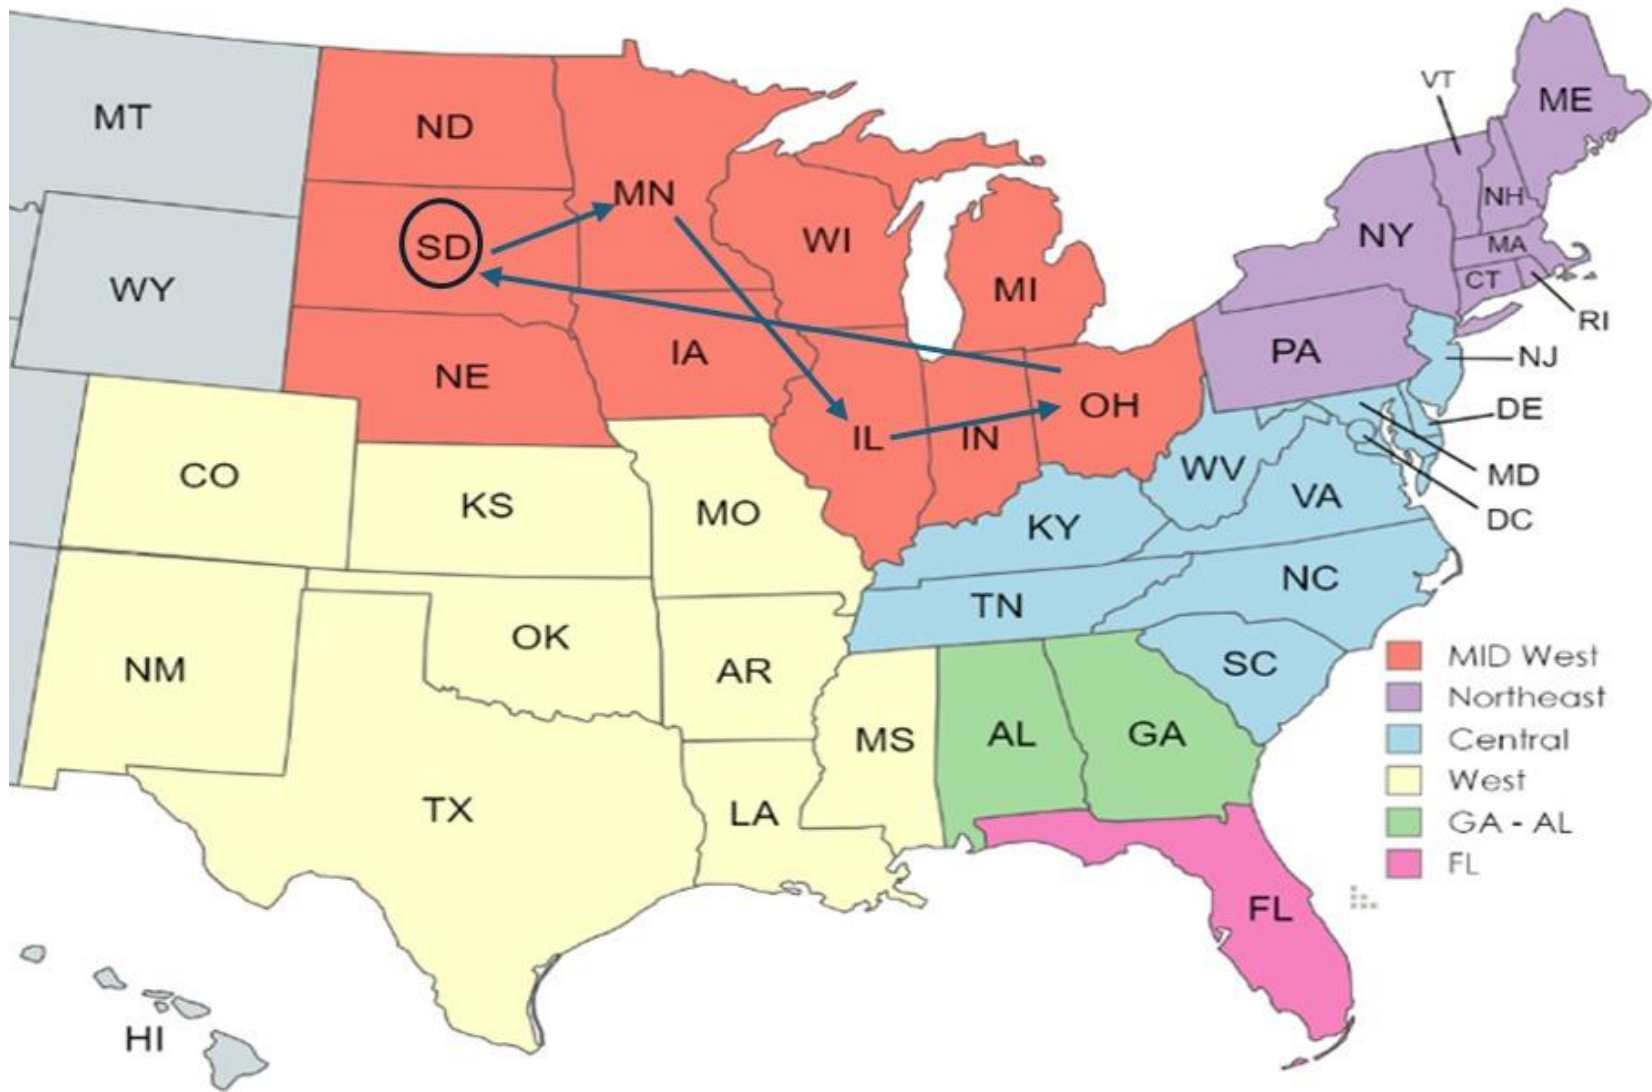 MT
ND
MN
SD
WI
MI
WY
NE
IA
IL
IN
OH
VT
ME
NH
NY
MA
CT
RI
PA
NJ
DE
MD
DC
WV
VA
KY
CO
KS
MO
NC
TN
SC
NM
OK
AR
MS
AL
GA
TX
LA
FL
HI
MID West
Northeast
Central
West
GA - AL
FL